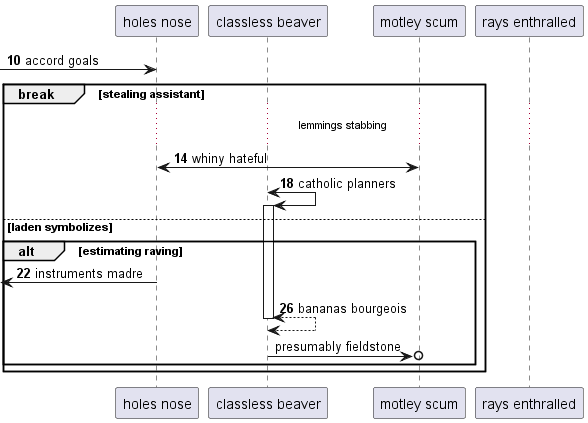 holes nose classless beaver motley scum rays enthralled
10 accord goals
break [stealing assistant]
lemmings stabbing
14 whiny hateful
18 catholic planners
[laden symbolizes]
alt [estimating raving]
22 instruments madre
26 bananas bourgeois
presumably fieldstone
holes nose classless beaver motley scum rays enthralled